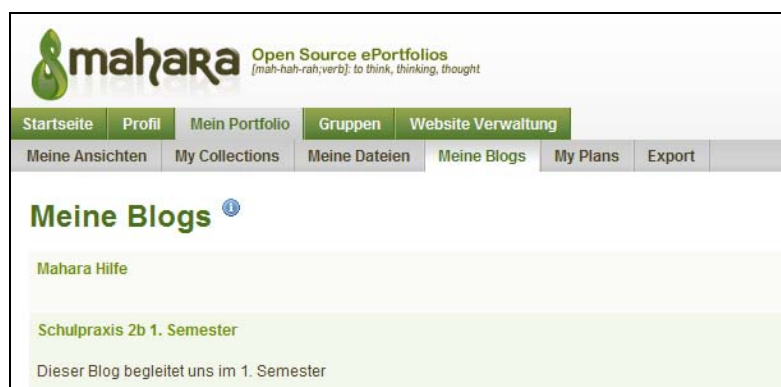 mahara Open Source ePortfolios
[mah-hah-rah;verb]: to think, thinking, thought
Startseite Profil Mein Portfolio Gruppen Website Verwaltung
Meine Ansichten My Collections Meine Dateien Meine Blogs My Plans Export
Meine Blogs
Mahara Hilfe
Schulpraxis 2b 1. Semester
Dieser Blog begleitet uns im 1. Semester